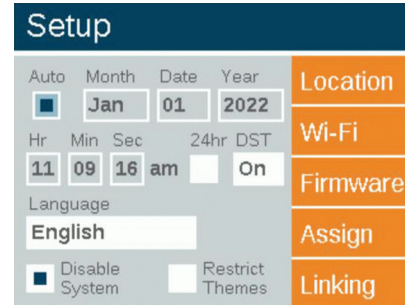 Setup
Auto Month Date Year
Jan 01 2022
Hr Min Sec 24hr DST
11 09 16 am On
Language
English
Disable System
Restrict Themes
Location
Wi-Fi
Firmware
Assign
Linking